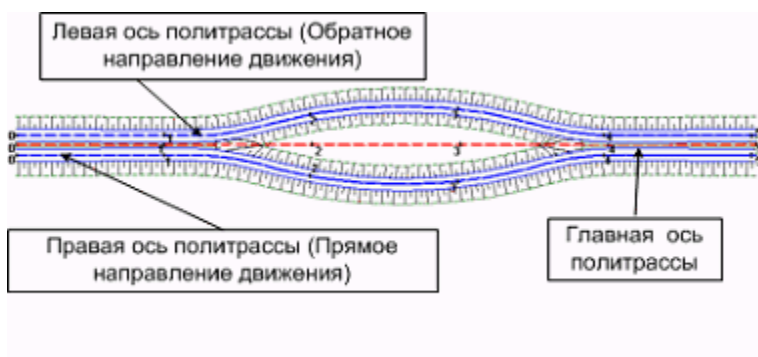 Левая ось политрассы (Обратное
направление движения)
Правая ось политрассы (Прямое
направление движения)
Главная ось
политрассы